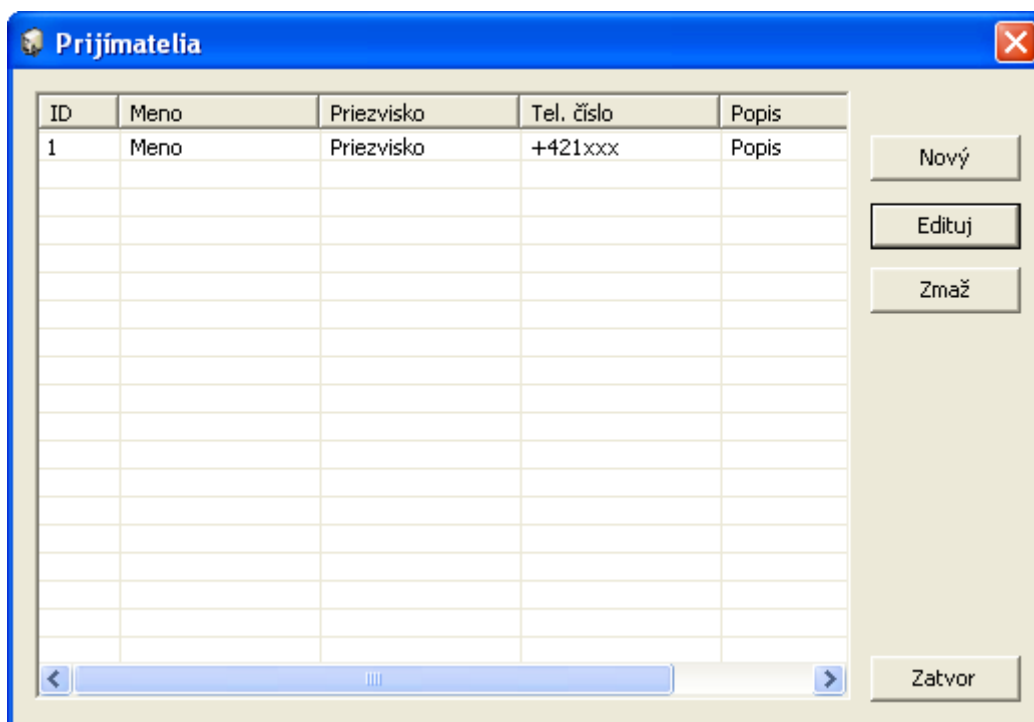 Prijímatelia
ID Meno Priezvisko Tel. číslo Popis
1 Meno Priezvisko +421xxx Popis
Nový
Edituj
Zmaž
Zatvor